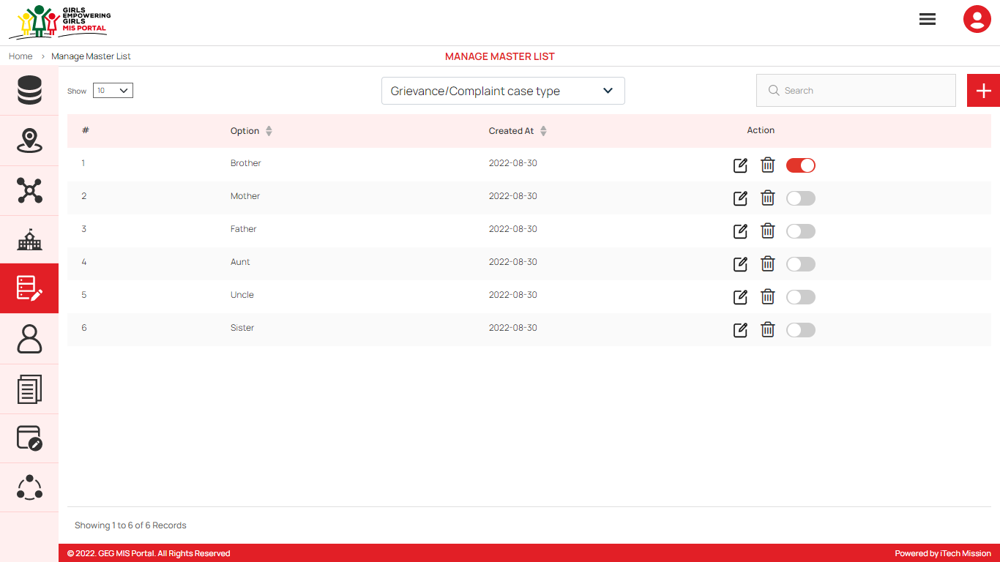 GIRLS
EMPOWERING
GIRLS
MIS PORTAL
Home › Manage Master List
MANAGE MASTER LIST
Show 10
Grievance/Complaint case type
Search
# Option Created At Action
1 Brother 2022-08-30
2 Mother 2022-08-30
3 Father 2022-08-30
4 Aunt 2022-08-30
5 Uncle 2022-08-30
6 Sister 2022-08-30
Showing 1 to 6 of 6 Records
© 2022. GEG MIS Portal. All Rights Reserved
Powered by iTech Mission